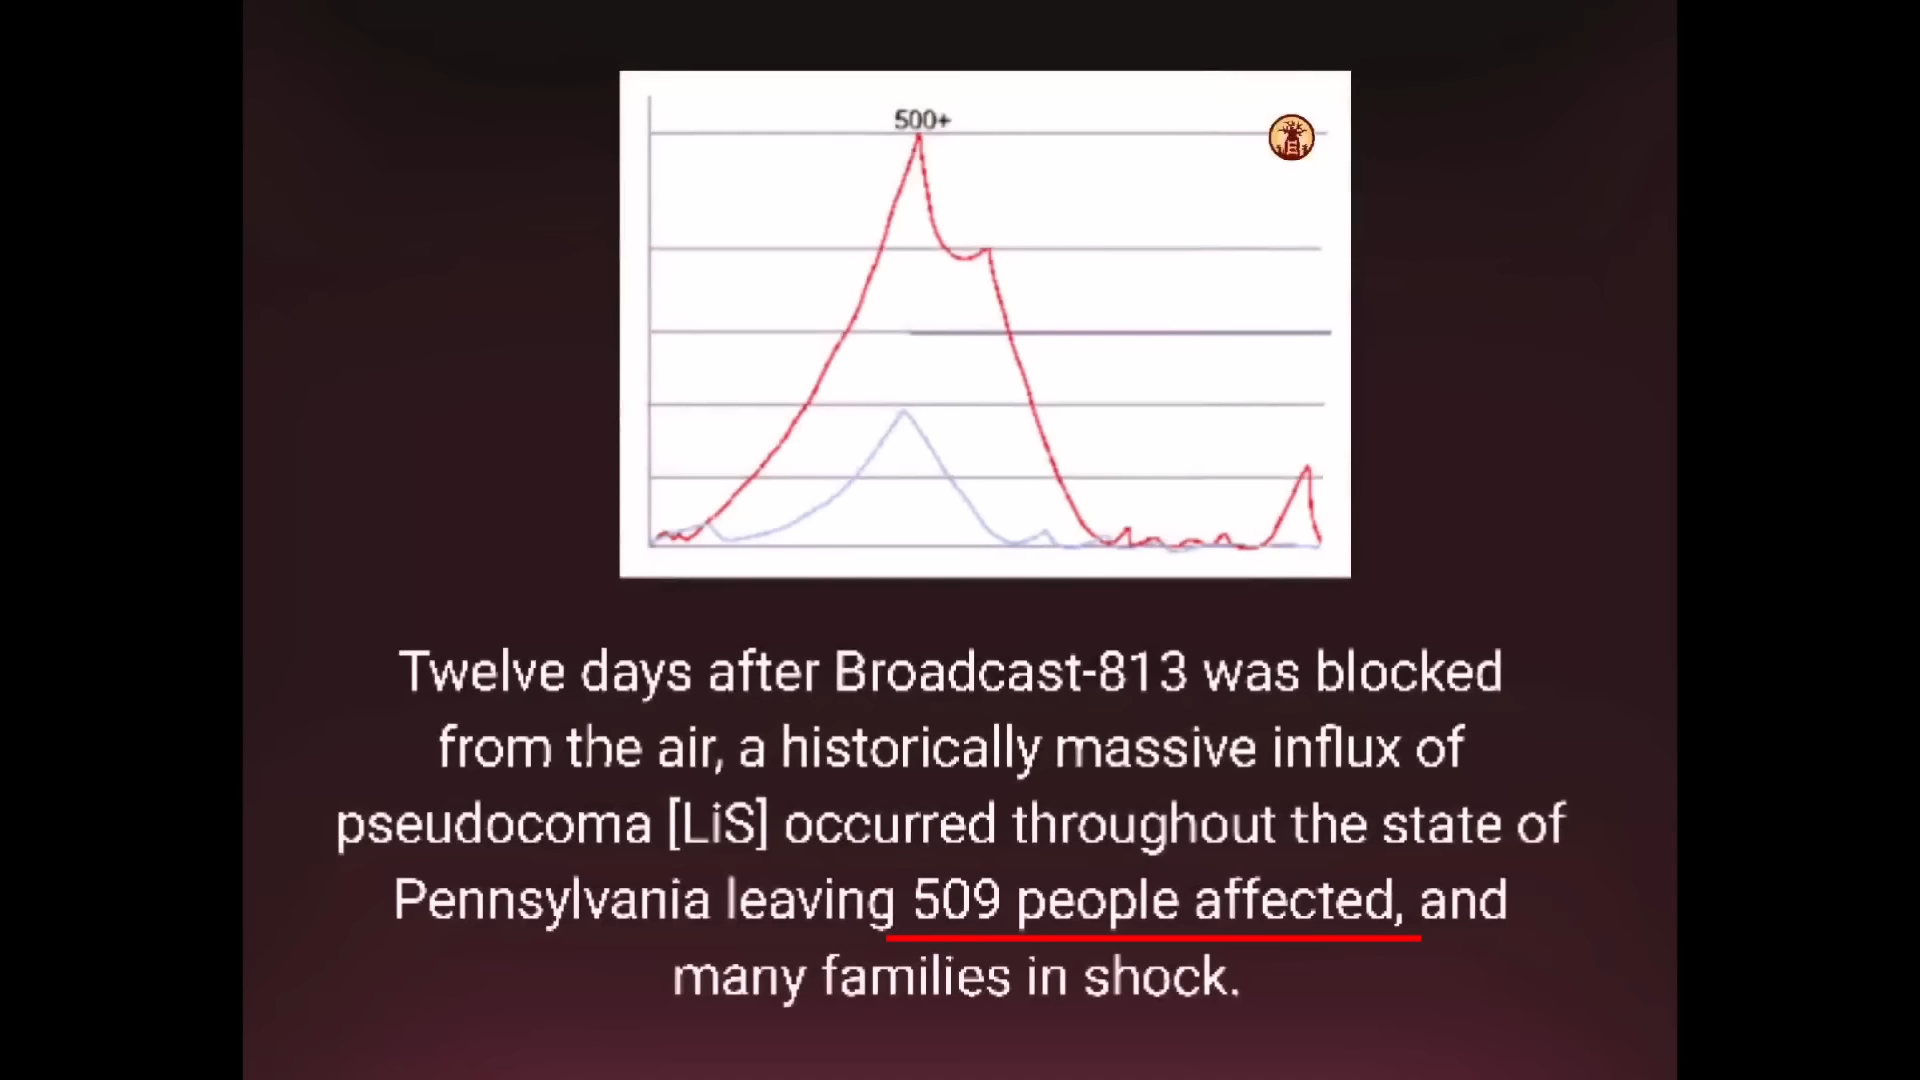 500+
Twelve days after Broadcast-813 was blocked
from the air, a historically massive influx of
pseudocoma [LiS] occurred throughout the state of
Pennsylvania leaving 509 people affected, and
many families in shock.